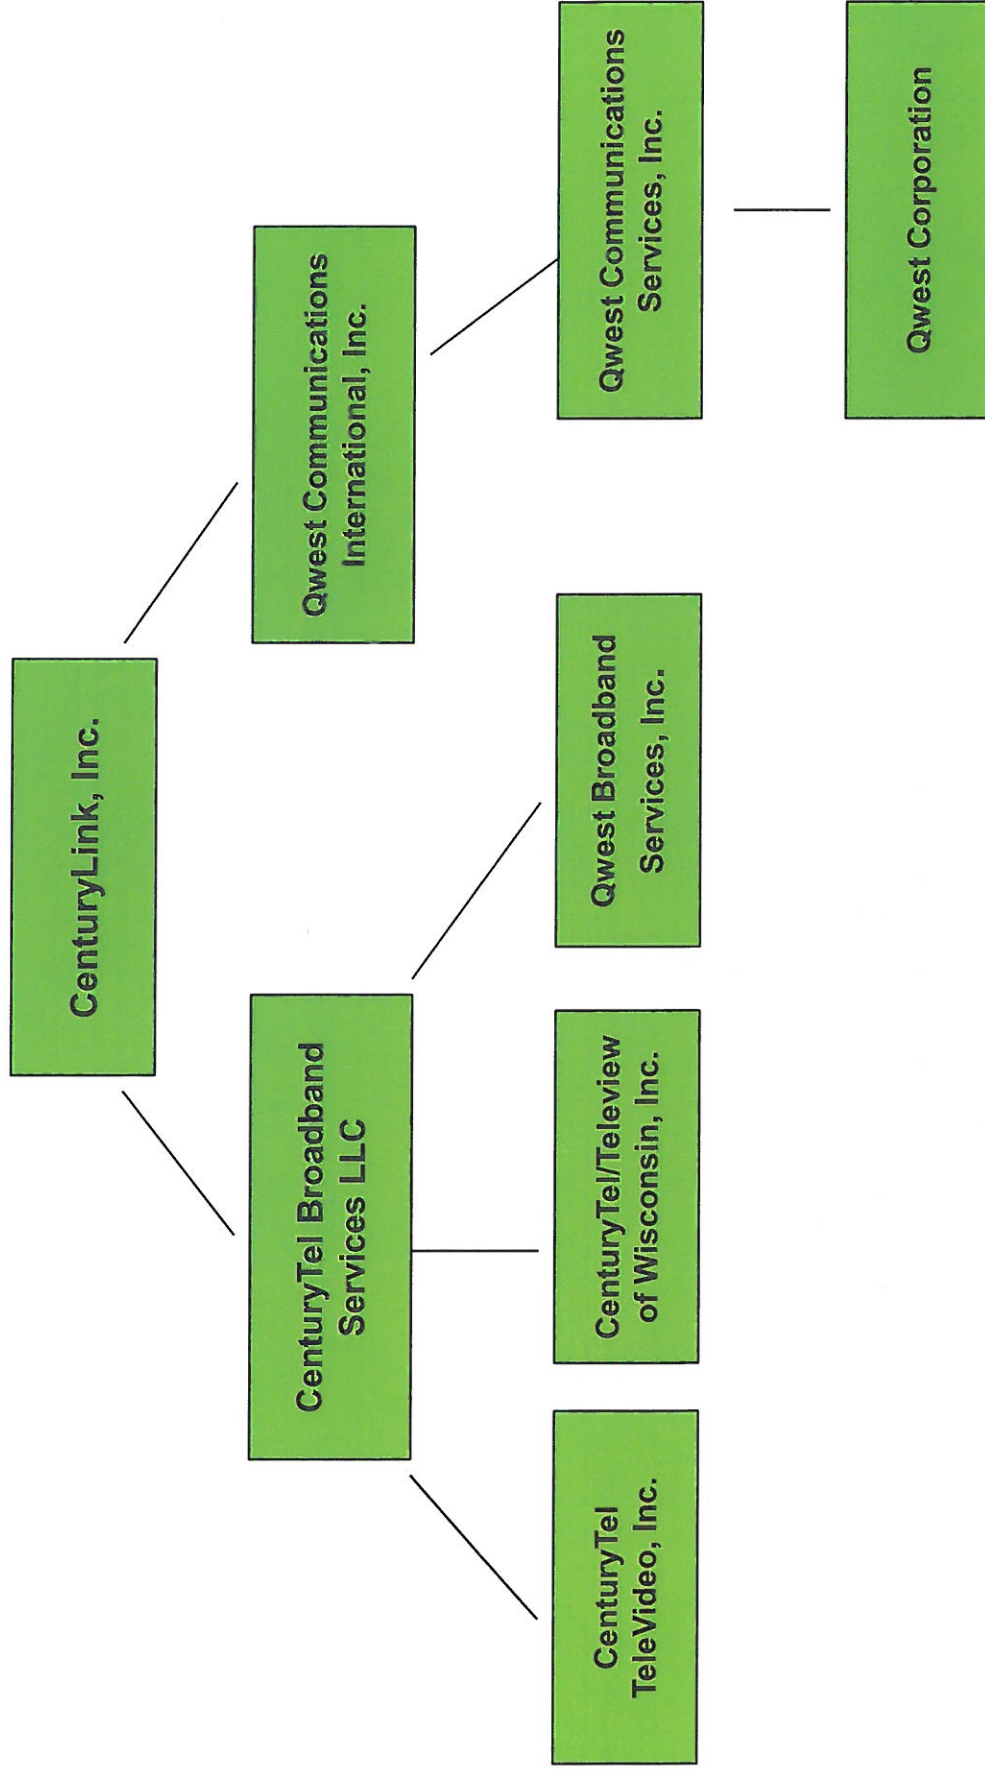 CenturyLink, Inc.
CenturyTel Broadband
Services LLC
Qwest Communications
International, Inc.
CenturyTel
TeleVideo, Inc.
CenturyTel/Teleview
of Wisconsin, Inc.
Qwest Broadband
Services, Inc.
Qwest Communications
Services, Inc.
Qwest Corporation